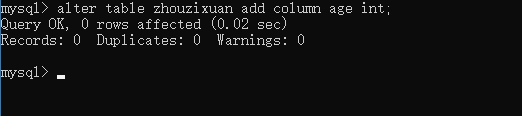 mysql> alter table zhouzixuan add column age int;
Query OK, 0 rows affected (0.02 sec)
Records: 0  Duplicates: 0  Warnings: 0
mysql>